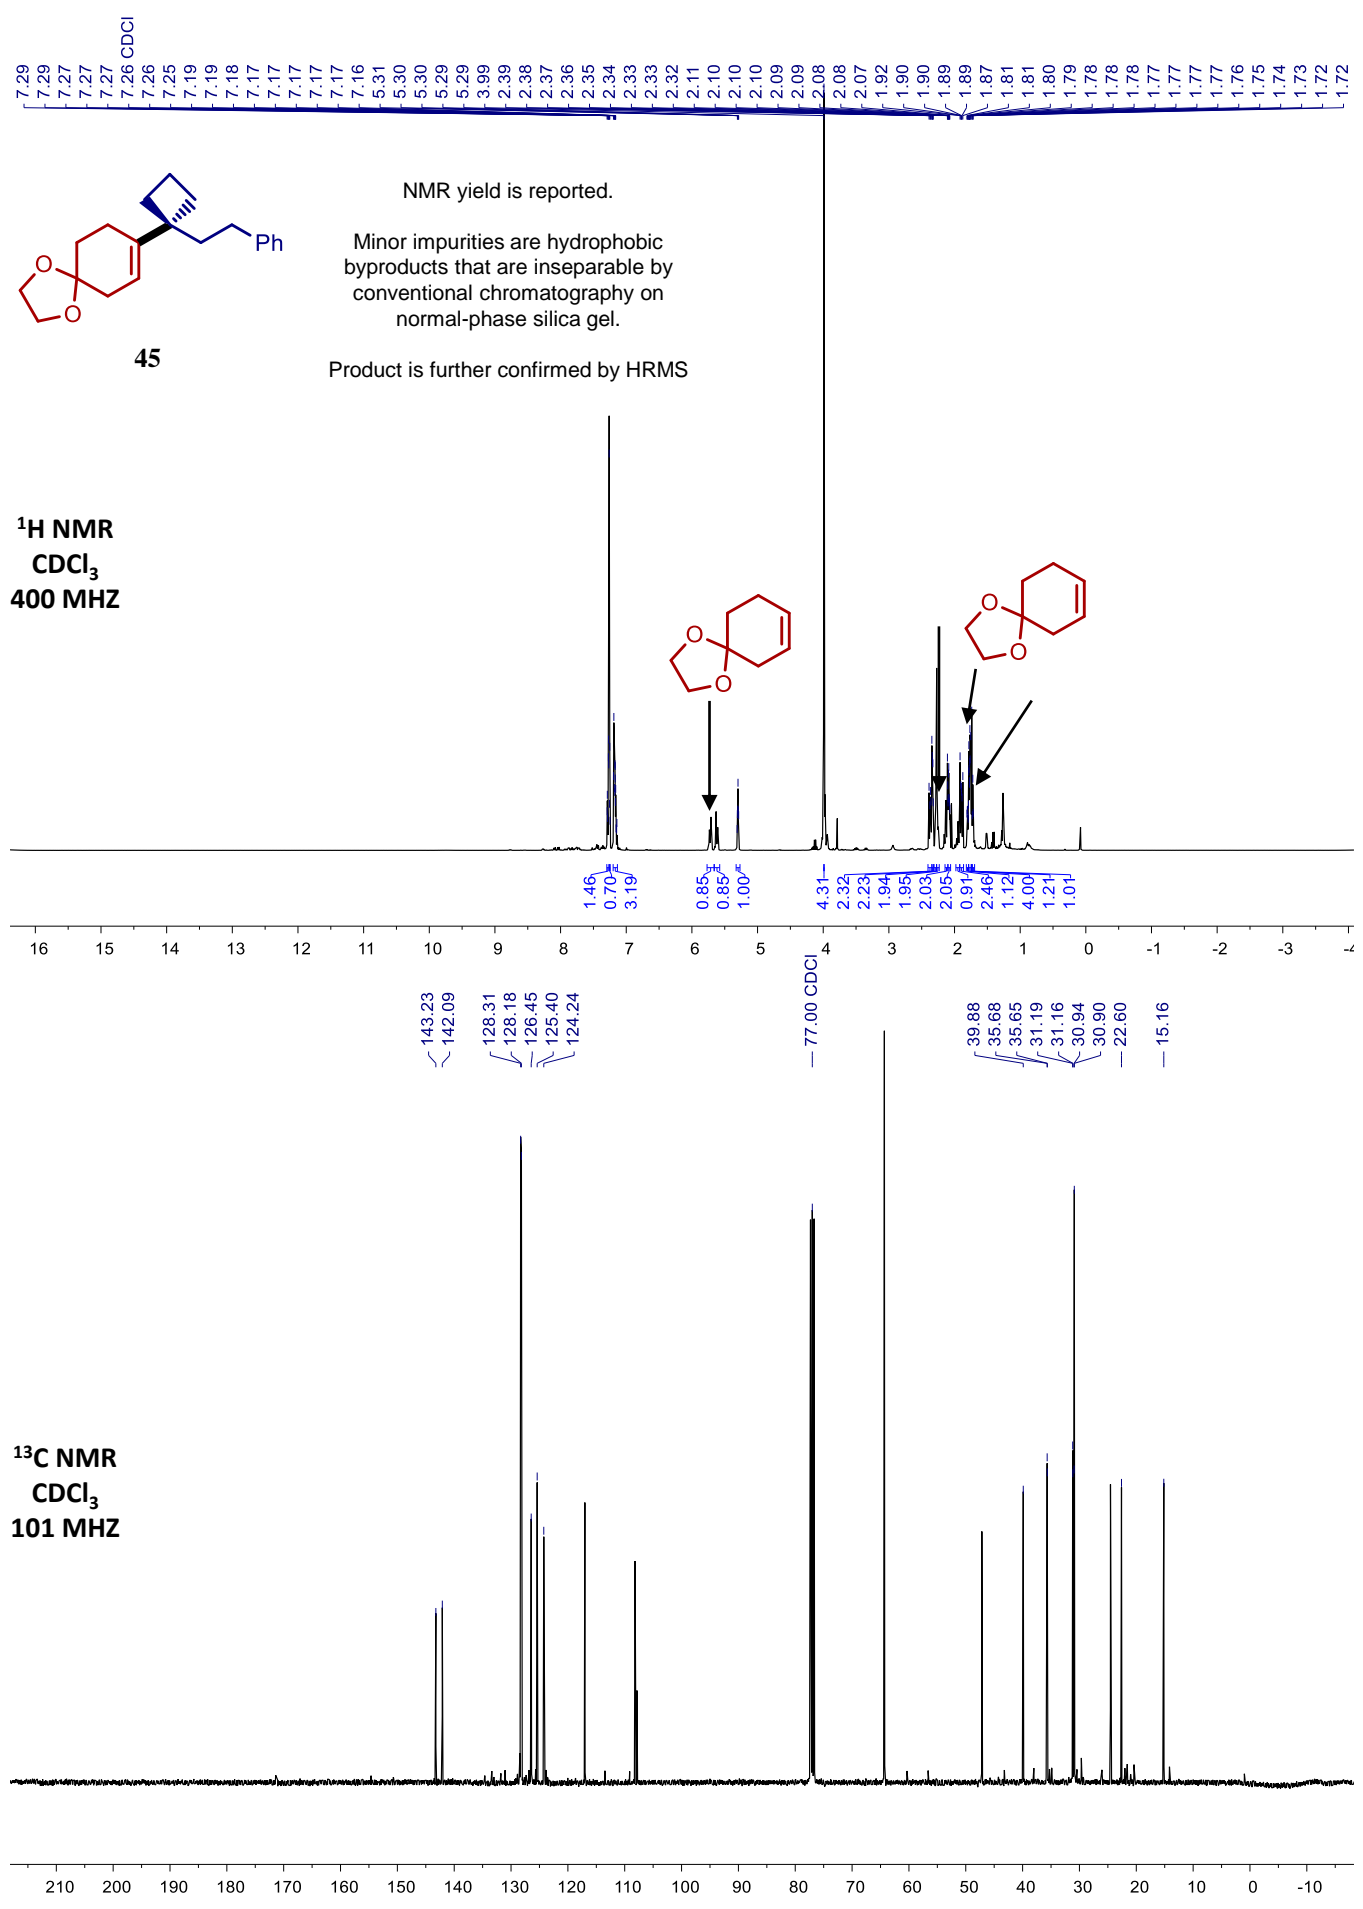 7.29 7.29 7.27 7.27 7.27 7.26 CDCl 7.26 7.25 7.19 7.19 7.18 7.17 7.17 7.17 7.17 7.17 7.16 5.31 5.30 5.30 5.29 5.29 3.99 2.39 2.38 2.37 2.36 2.35 2.34 2.33 2.33 2.32 2.11 2.10 2.10 2.10 2.09 2.09 2.08 2.08 2.07 1.92 1.90 1.90 1.89 1.89 1.87 1.81 1.81 1.80 1.79 1.78 1.78 1.78 1.77 1.77 1.77 1.76 1.75 1.74 1.73 1.72 1.72
O
O
Ph
45
NMR yield is reported.
Minor impurities are hydrophobic
byproducts that are inseparable by
conventional chromatography on
normal-phase silica gel.
Product is further confirmed by HRMS
¹H NMR
CDCl₃
400 MHZ
O
O
O
O
1.46 0.70 3.19 0.85 0.85 1.00 4.31 2.32 2.23 1.94 1.95 2.03 2.05 0.91 2.46 1.12 4.00 1.21 1.01
16 15 14 13 12 11 10 9 8 7 6 5 4 3 2 1 0 -1 -2 -3 -4
143.23 142.09 128.31 128.18 126.45 125.40 124.24 77.00 CDCl 39.88 35.68 35.65 31.19 31.16 30.94 30.90 22.60 15.16
¹³C NMR
CDCl₃
101 MHZ
210 200 190 180 170 160 150 140 130 120 110 100 90 80 70 60 50 40 30 20 10 0 -10